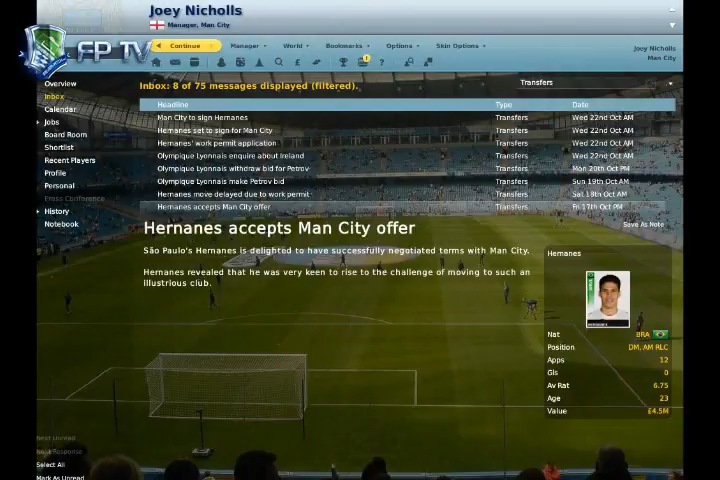 Joey Nicholls
Manager, Man City
FP TV
Continue
Manager
World
Bookmarks
Options
Skin Options
Joey Nicholls
Man City
1
?
Overview
Inbox
Calendar
Jobs
Board Room
Shortlist
Recent Players
Profile
Personal
Press Conference
History
Notebook
Inbox: 8 of 75 messages displayed (filtered).
Transfers
Headline Type Date
Man City to sign Hernanes Transfers Wed 22nd Oct AM
Hernanes set to sign for Man City Transfers Wed 22nd Oct AM
Hernanes' work permit application Transfers Wed 22nd Oct AM
Olympique Lyonnais enquire about Ireland Transfers Wed 22nd Oct AM
Olympique Lyonnais withdraw bid for Petrov Transfers Mon 20th Oct PM
Olympique Lyonnais make Petrov bid Transfers Sun 19th Oct AM
Hernanes move delayed due to work permit Transfers Sat 18th Oct AM
Hernanes accepts Man City offer Transfers Fri 17th Oct PM
Hernanes accepts Man City offer
Save As Note
São Paulo's Hernanes is delighted to have successfully negotiated terms with Man City.
Hernanes revealed that he was very keen to rise to the challenge of moving to such an
illustrious club.
Hernanes
Nat BRA
Position DM, AM RLC
Apps 12
Gls 0
Av Rat 6.75
Age 23
Value £4.5M
Next Unread
Next Response
Select All
Mark As Unread